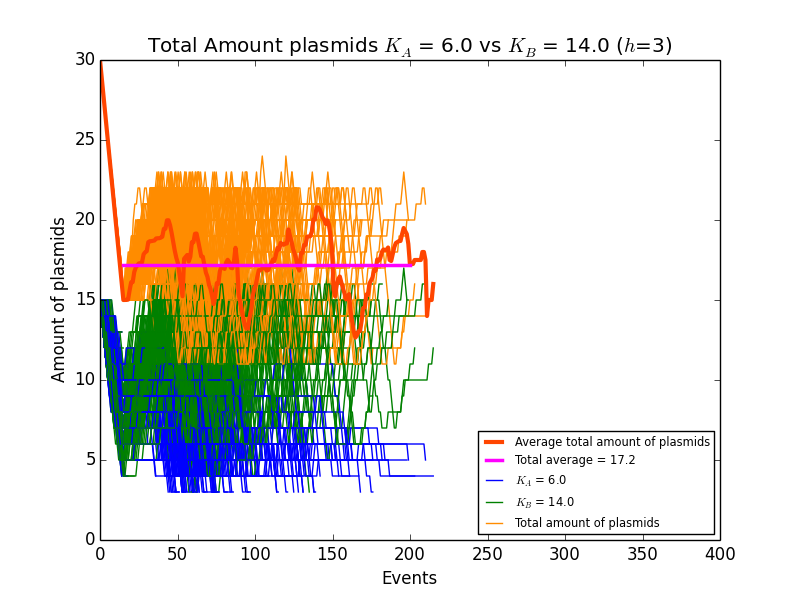 Total Amount plasmids K_A = 6.0 vs K_B = 14.0 (h=3)
Amount of plasmids
30
25
20
15
10
5
0
0 50 100 150 200 250 300 350 400
Events
Average total amount of plasmids
Total average = 17.2
K_A = 6.0
K_B = 14.0
Total amount of plasmids